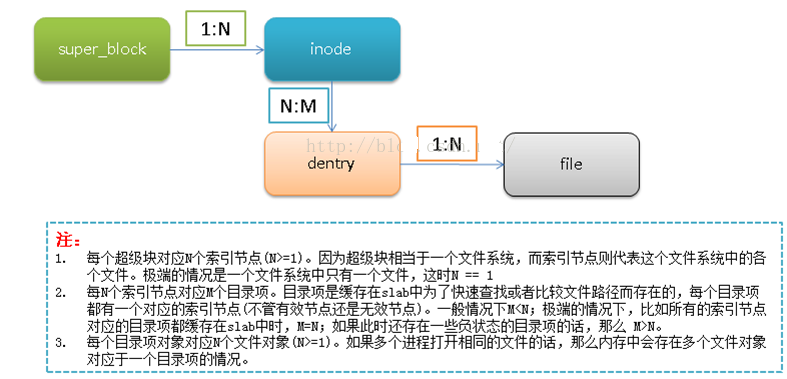 super_block
1:N
inode
N:M
dentry
1:N
file
注：
1. 每个超级块对应N个索引节点(N>=1)。因为超级块相当于一个文件系统，而索引节点则代表这个文件系统中的各
个文件。极端的情况是一个文件系统中只有一个文件，这时N == 1
2. 每N个索引节点对应M个目录项。目录项是缓存在slab中为了快速查找或者比较文件路径而存在的，每个目录项
都有一个对应的索引节点(不管有效节点还是无效节点)。一般情况下M<N；极端的情况下，比如所有的索引节点
对应的目录项都缓存在slab中时，M=N；如果此时还存在一些负状态的目录项的话，那么 M>N。
3. 每个目录项对象对应N个文件对象(N>=1)。如果多个进程打开相同的文件的话，那么内存中会存在多个文件对象
对应于一个目录项的情况。